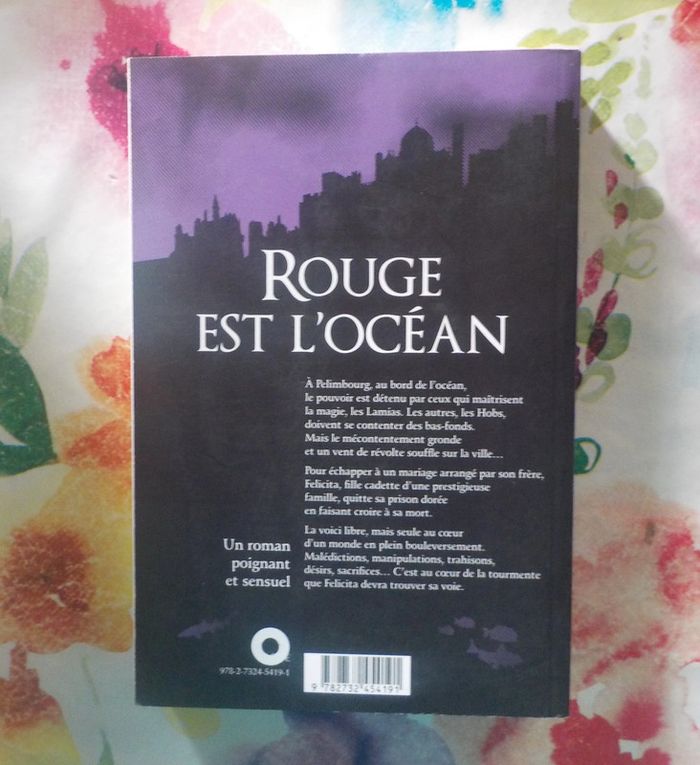 ROUGE
EST L'OCÉAN
À Pelimbourg, au bord de l'océan,
le pouvoir est détenu par ceux qui maîtrisent
la magie, les Lamias. Les autres, les Hobs,
doivent se contenter des bas-fonds.
Mais le mécontentement gronde
et un vent de révolte souffle sur la ville...
Pour échapper à un mariage arrangé par son frère,
Felicita, fille cadette d'une prestigieuse
famille, quitte sa prison dorée
en faisant croire à sa mort.
La voici libre, mais seule au cœur
d'un monde en plein bouleversement.
Malédictions, manipulations, trahisons,
désirs, sacrifices... C'est au cœur de la tourmente
que Felicita devra trouver sa voie.
Un roman
poignant
et sensuel
978-2-7324-5419-1
9 782732 454191